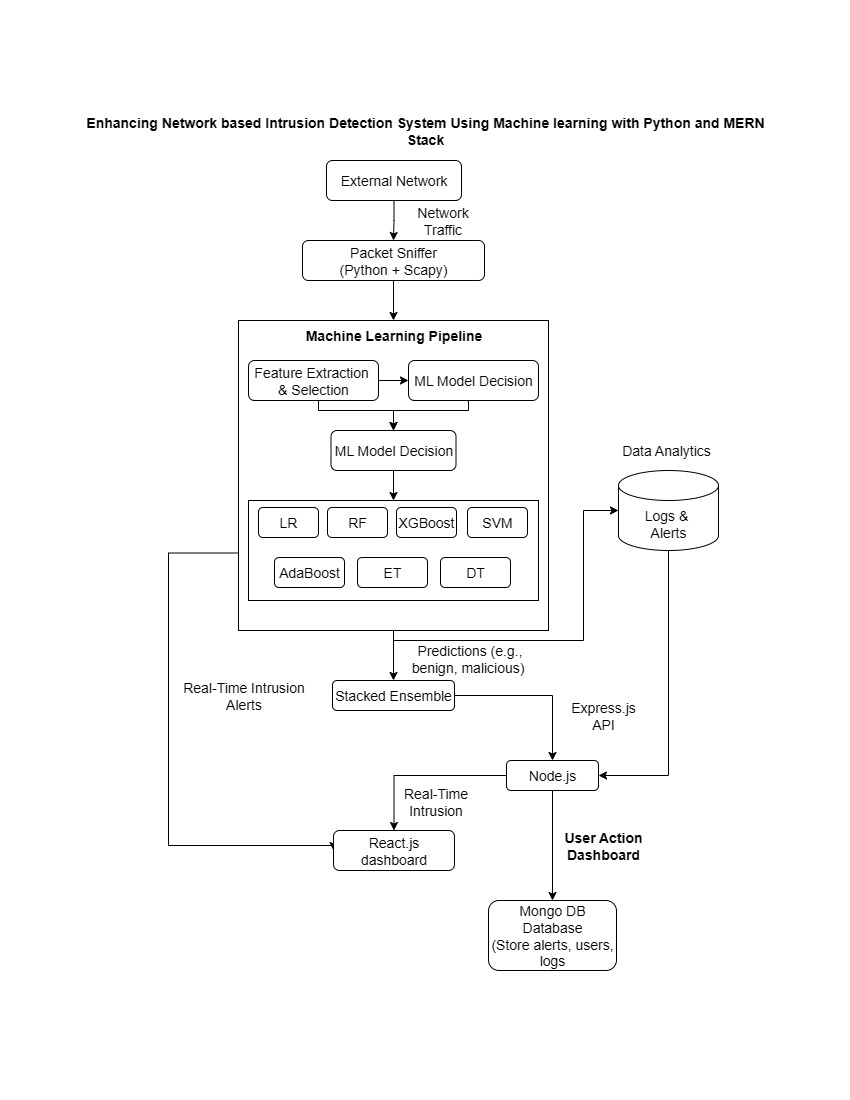 Enhancing Network based Intrusion Detection System Using Machine learning with Python and MERN
Stack
External Network
Network
Traffic
Packet Sniffer
(Python + Scapy)
Machine Learning Pipeline
Feature Extraction
& Selection
ML Model Decision
ML Model Decision
LR
RF
XGBoost
SVM
AdaBoost
ET
DT
Data Analytics
Logs &
Alerts
Predictions (e.g.,
benign, malicious)
Stacked Ensemble
Real-Time Intrusion
Alerts
Express.js
API
Node.js
Real-Time
Intrusion
React.js
dashboard
User Action
Dashboard
Mongo DB
Database
(Store alerts, users,
logs